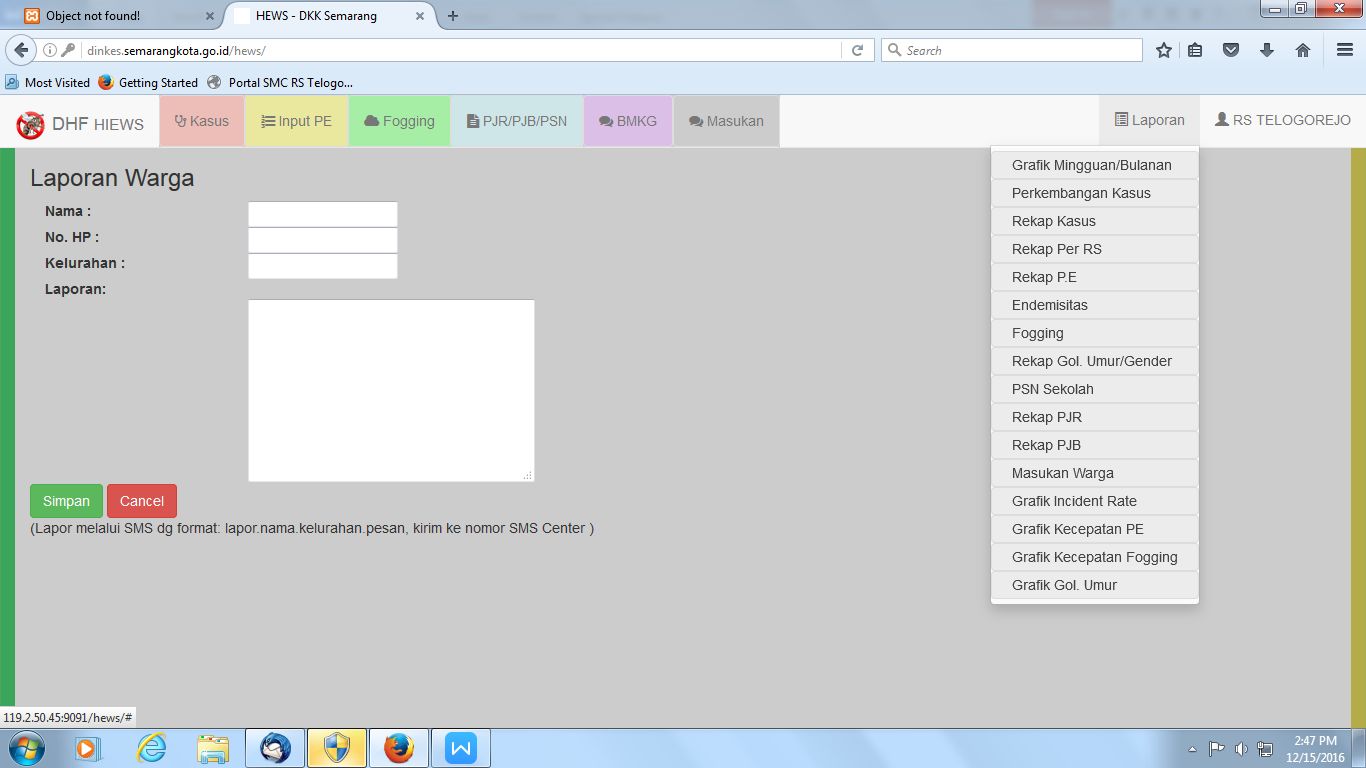 Object not found!
HEWS - DKK Semarang
dinkes.semarangkota.go.id/hews/
Search
Most Visited
Getting Started
Portal SMC RS Telogo...
DHF HIEWS
Kasus
Input PE
Fogging
PJR/PJB/PSN
BMKG
Masukan
Laporan
RS TELOGOREJO
Laporan Warga
Nama :
No. HP :
Kelurahan :
Laporan:
Simpan
Cancel
(Lapor melalui SMS dg format: lapor.nama.kelurahan.pesan, kirim ke nomor SMS Center )
Grafik Mingguan/Bulanan
Perkembangan Kasus
Rekap Kasus
Rekap Per RS
Rekap P.E
Endemisitas
Fogging
Rekap Gol. Umur/Gender
PSN Sekolah
Rekap PJR
Rekap PJB
Masukan Warga
Grafik Incident Rate
Grafik Kecepatan PE
Grafik Kecepatan Fogging
Grafik Gol. Umur
119.2.50.45:9091/hews/#
2:47 PM
12/15/2016